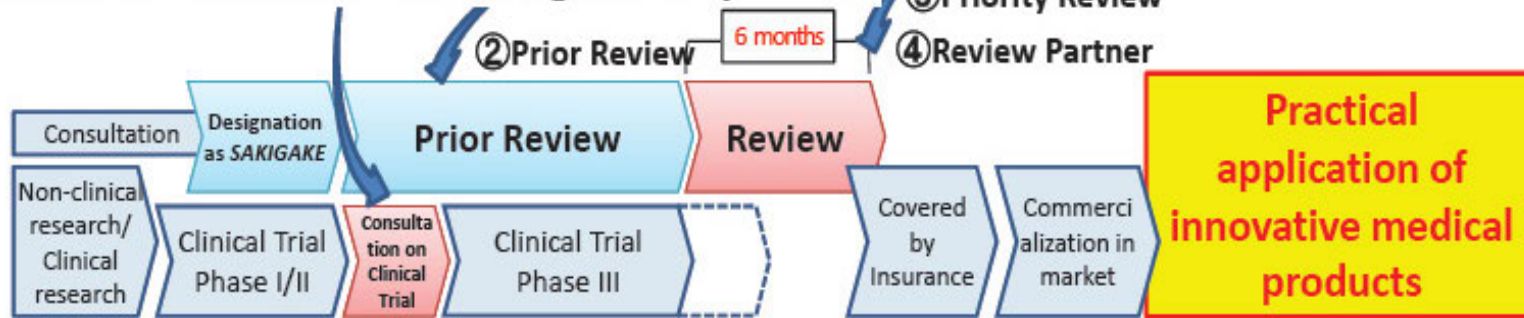 Priority Review
②Prior Review
6 months
④Review Partner
Consultation
Designation
as SAKIGAKE
Prior Review
Review
Practical
application of
innovative medical
products
Non-clinical
research/
Clinical
research
Clinical Trial
Phase I/II
Consulta
tion on
Clinical
Trial
Clinical Trial
Phase III
Covered
by
Insurance
Commerci
alization in
market